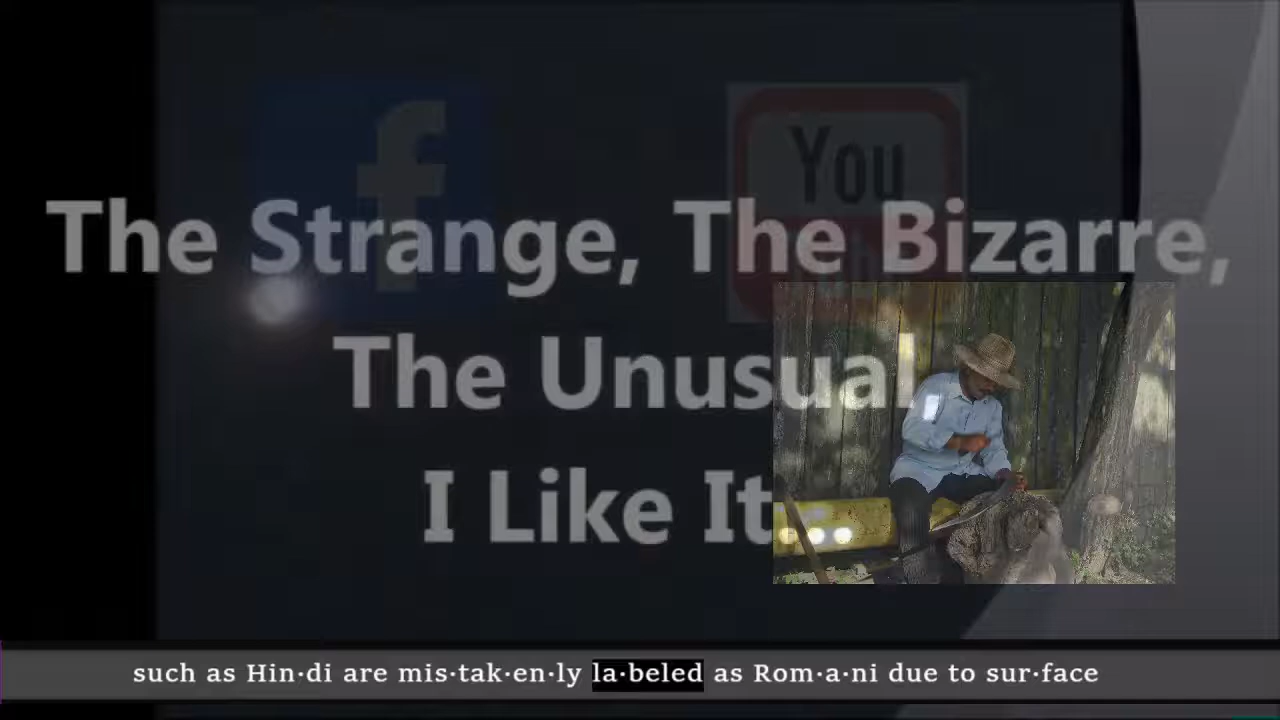 f
You
The Strange, The Bizarre,
The Unusual,
I Like It.
such as Hin·di are mis·tak·en·ly la·beled as Rom·a·ni due to sur·face